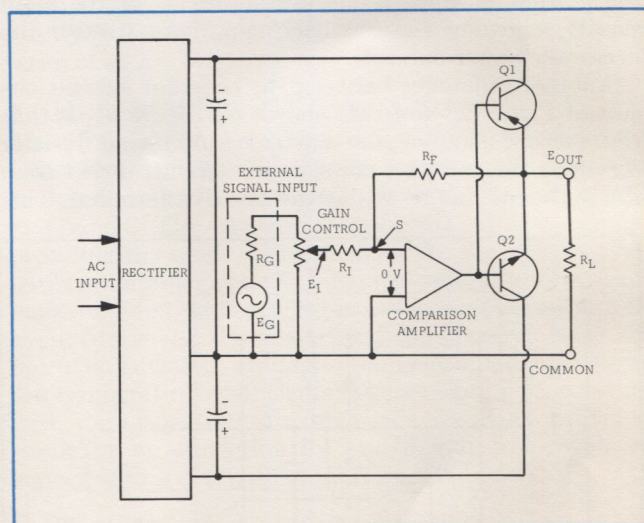 Q1
-
+
EXTERNAL
SIGNAL INPUT
GAIN
CONTROL
RF
EOUT
S
RG
EI
RI
0 V
Q2
RL
AC
INPUT
RECTIFIER
EG
COMPARISON
AMPLIFIER
COMMON
-
+